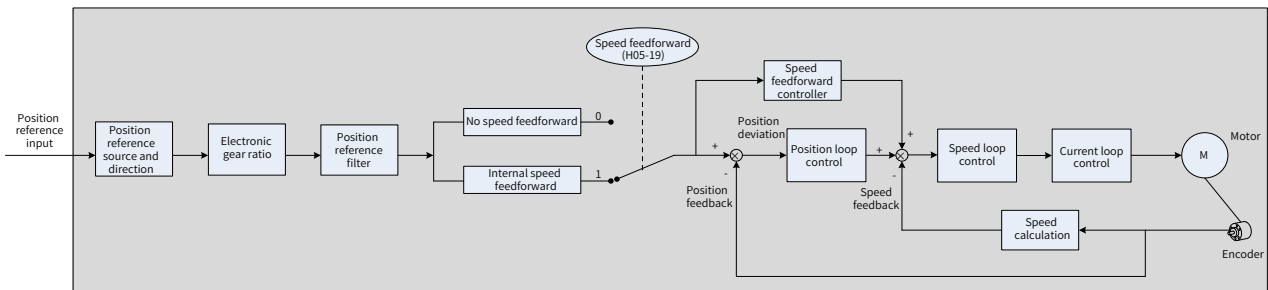 Speed feedforward
(H05-19)
Speed
feedforward
controller
Position
reference
input
Position
reference
source and
direction
Electronic
gear ratio
Position
reference
filter
No speed feedforward
0
Internal speed
feedforward
1
+
-
Position
deviation
Position
feedback
Position loop
control
+
+
-
Speed
feedback
Speed loop
control
Current loop
control
Motor
M
Speed
calculation
Encoder